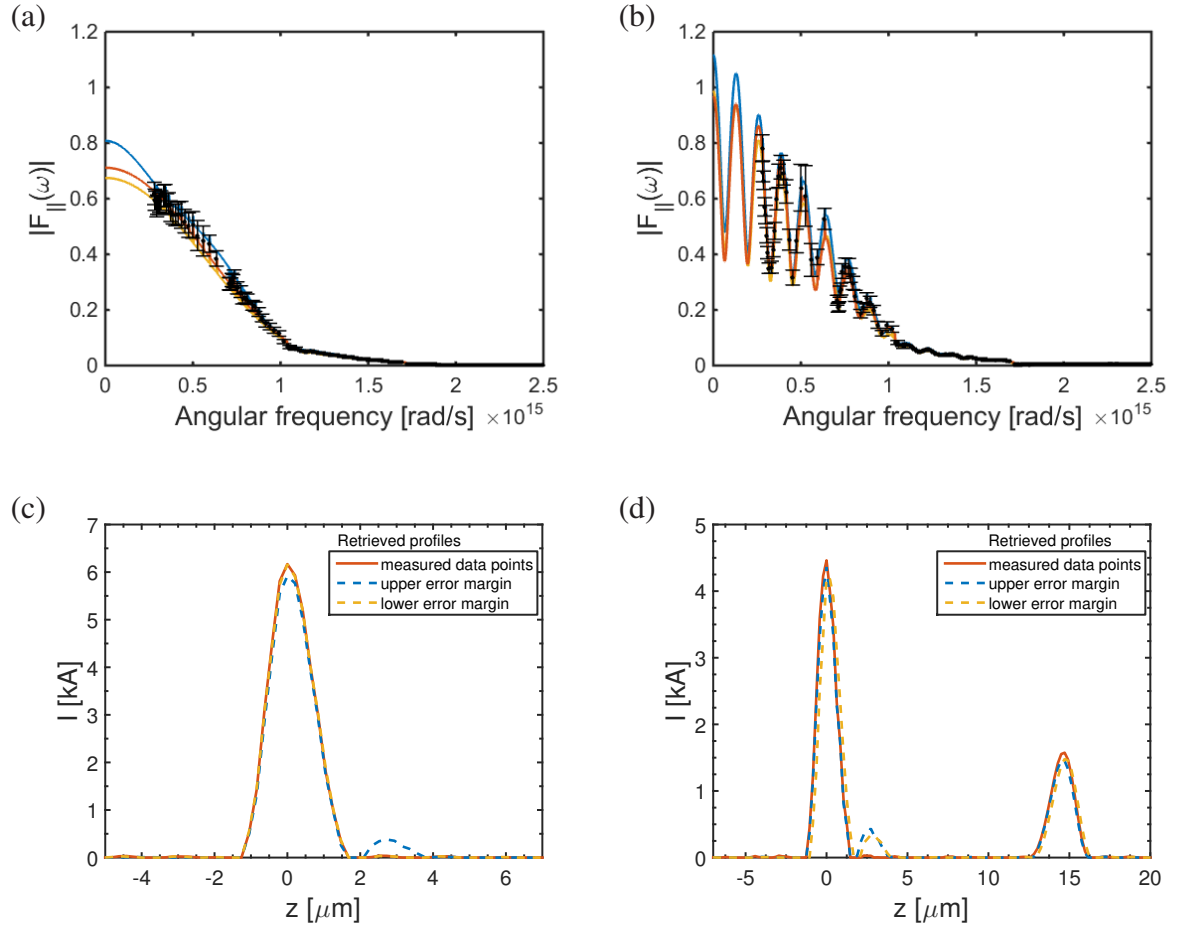 (a)
1.2
1
0.8
0.6
0.4
0.2
0
|F||(ω)|
0 0.5 1 1.5 2 2.5
Angular frequency [rad/s] ×10^15
(b)
1.2
1
0.8
0.6
0.4
0.2
0
|F||(ω)|
0 0.5 1 1.5 2 2.5
Angular frequency [rad/s] ×10^15
(c)
7
6
5
4
3
2
1
0
I [kA]
Retrieved profiles
measured data points
upper error margin
lower error margin
-4 -2 0 2 4 6
z [μm]
(d)
5
4
3
2
1
0
I [kA]
Retrieved profiles
measured data points
upper error margin
lower error margin
-5 0 5 10 15 20
z [μm]